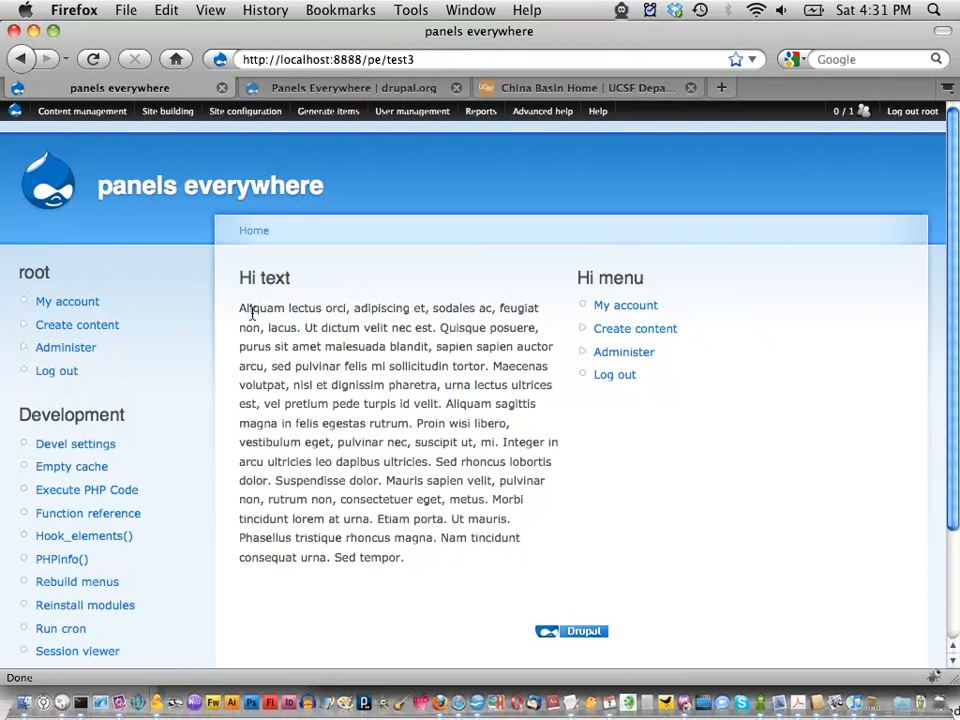 Firefox File Edit View History Bookmarks Tools Window Help Sat 4:31 PM
panels everywhere
http://localhost:8888/pe/test3 Google
panels everywhere Panels Everywhere | drupal.org China Basin Home | UCSF Depa...
Content management Site building Site configuration Generate items User management Reports Advanced help Help 0 / 1 Log out root
panels everywhere
Home
root
My account
Create content
Administer
Log out
Development
Devel settings
Empty cache
Execute PHP Code
Function reference
Hook_elements()
PHPinfo()
Rebuild menus
Reinstall modules
Run cron
Session viewer
Hi text
Aliquam lectus orci, adipiscing et, sodales ac, feugiat
non, lacus. Ut dictum velit nec est. Quisque posuere,
purus sit amet malesuada blandit, sapien sapien auctor
arcu, sed pulvinar felis mi sollicitudin tortor. Maecenas
volutpat, nisl et dignissim pharetra, urna lectus ultrices
est, vel pretium pede turpis id velit. Aliquam sagittis
magna in felis egestas rutrum. Proin wisi libero,
vestibulum eget, pulvinar nec, suscipit ut, mi. Integer in
arcu ultricies leo dapibus ultricies. Sed rhoncus lobortis
dolor. Suspendisse dolor. Mauris sapien velit, pulvinar
non, rutrum non, consectetuer eget, metus. Morbi
tincidunt lorem at urna. Etiam porta. Ut mauris.
Phasellus tristique rhoncus magna. Nam tincidunt
consequat urna. Sed tempor.
Hi menu
My account
Create content
Administer
Log out
Drupal
Done
Fw Ai Ps Fl Id